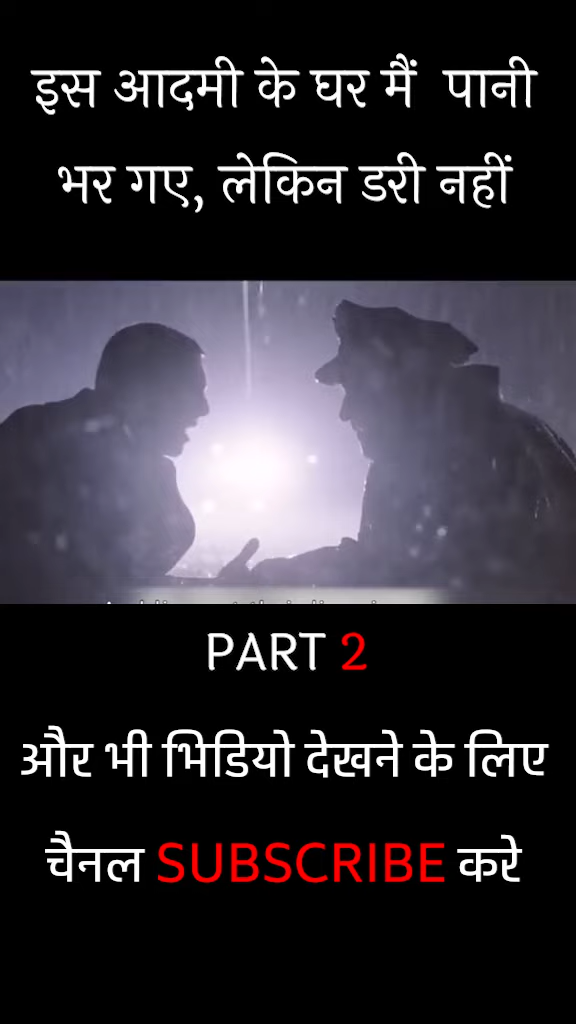 इस आदमी के घर मैं पानी
भर गए, लेकिन डरी नहीं
PART 2
और भी भिडियो देखने के लिए
चैनल SUBSCRIBE करे